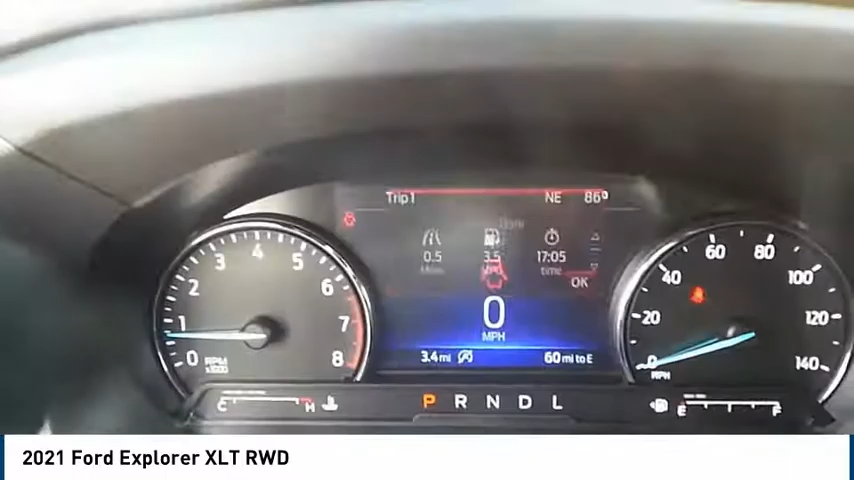 Trip1 NE 86°
0.5 3.5 17:05
time
OK
0
MPH
3.4mi 60 mi to E
0 1 2 3 4 5 6 7 8
RPM
x1000
0 20 40 60 80 100 120 140
MPH
C H P R N D L E F
2021 Ford Explorer XLT RWD